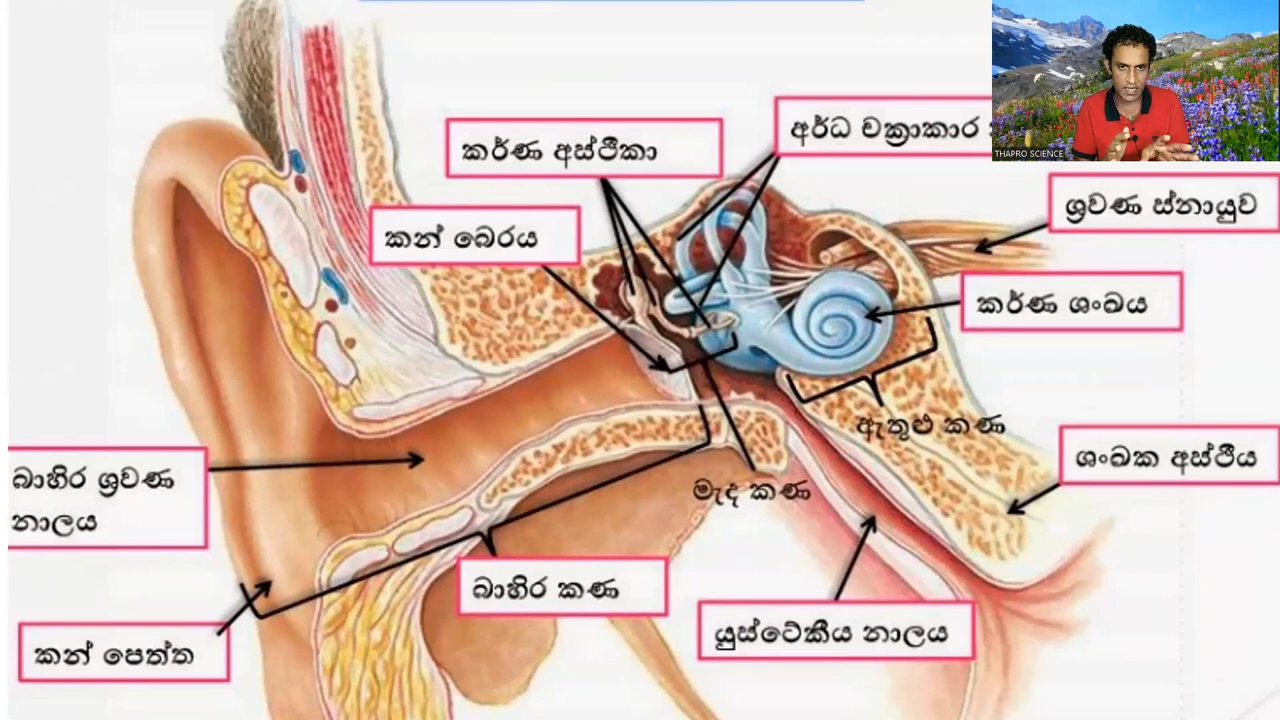 අර්ධ චක්‍රාකාර
THAPRO SCIENCE
කර්ණ අස්ථිකා
ශ්‍රවණ ස්නායුව
කන් බෙරය
කර්ණ ශංඛය
ඇතුළු කණ
ශංඛක අස්ථිය
බාහිර ශ්‍රවණ
නාලය
මැද කණ
බාහිර කණ
යුස්ටේකීය නාලය
කන් පෙත්ත